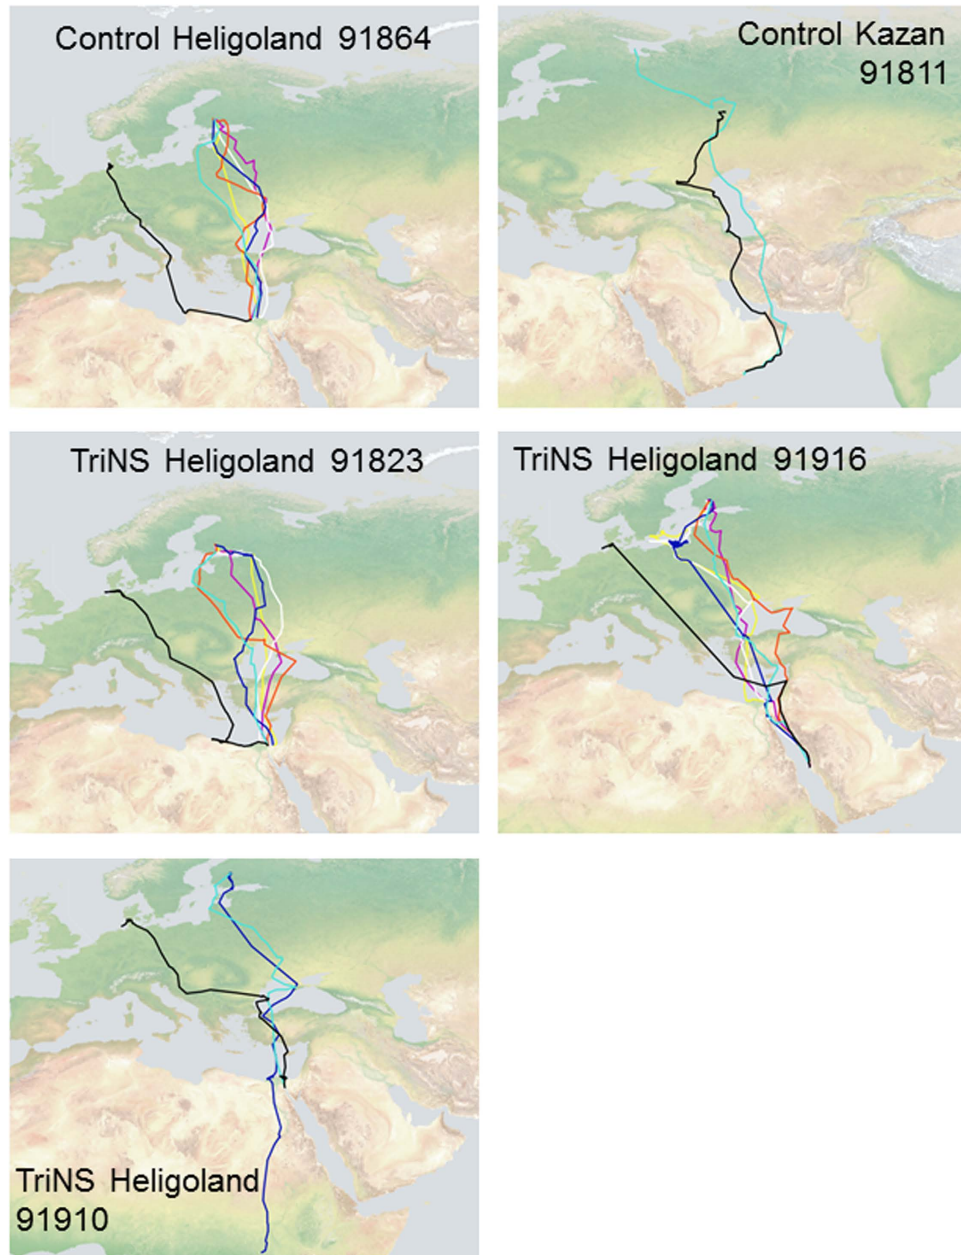 Control Heligoland 91864
Control Kazan
91811
TriNS Heligoland 91823
TriNS Heligoland 91916
TriNS Heligoland
91910